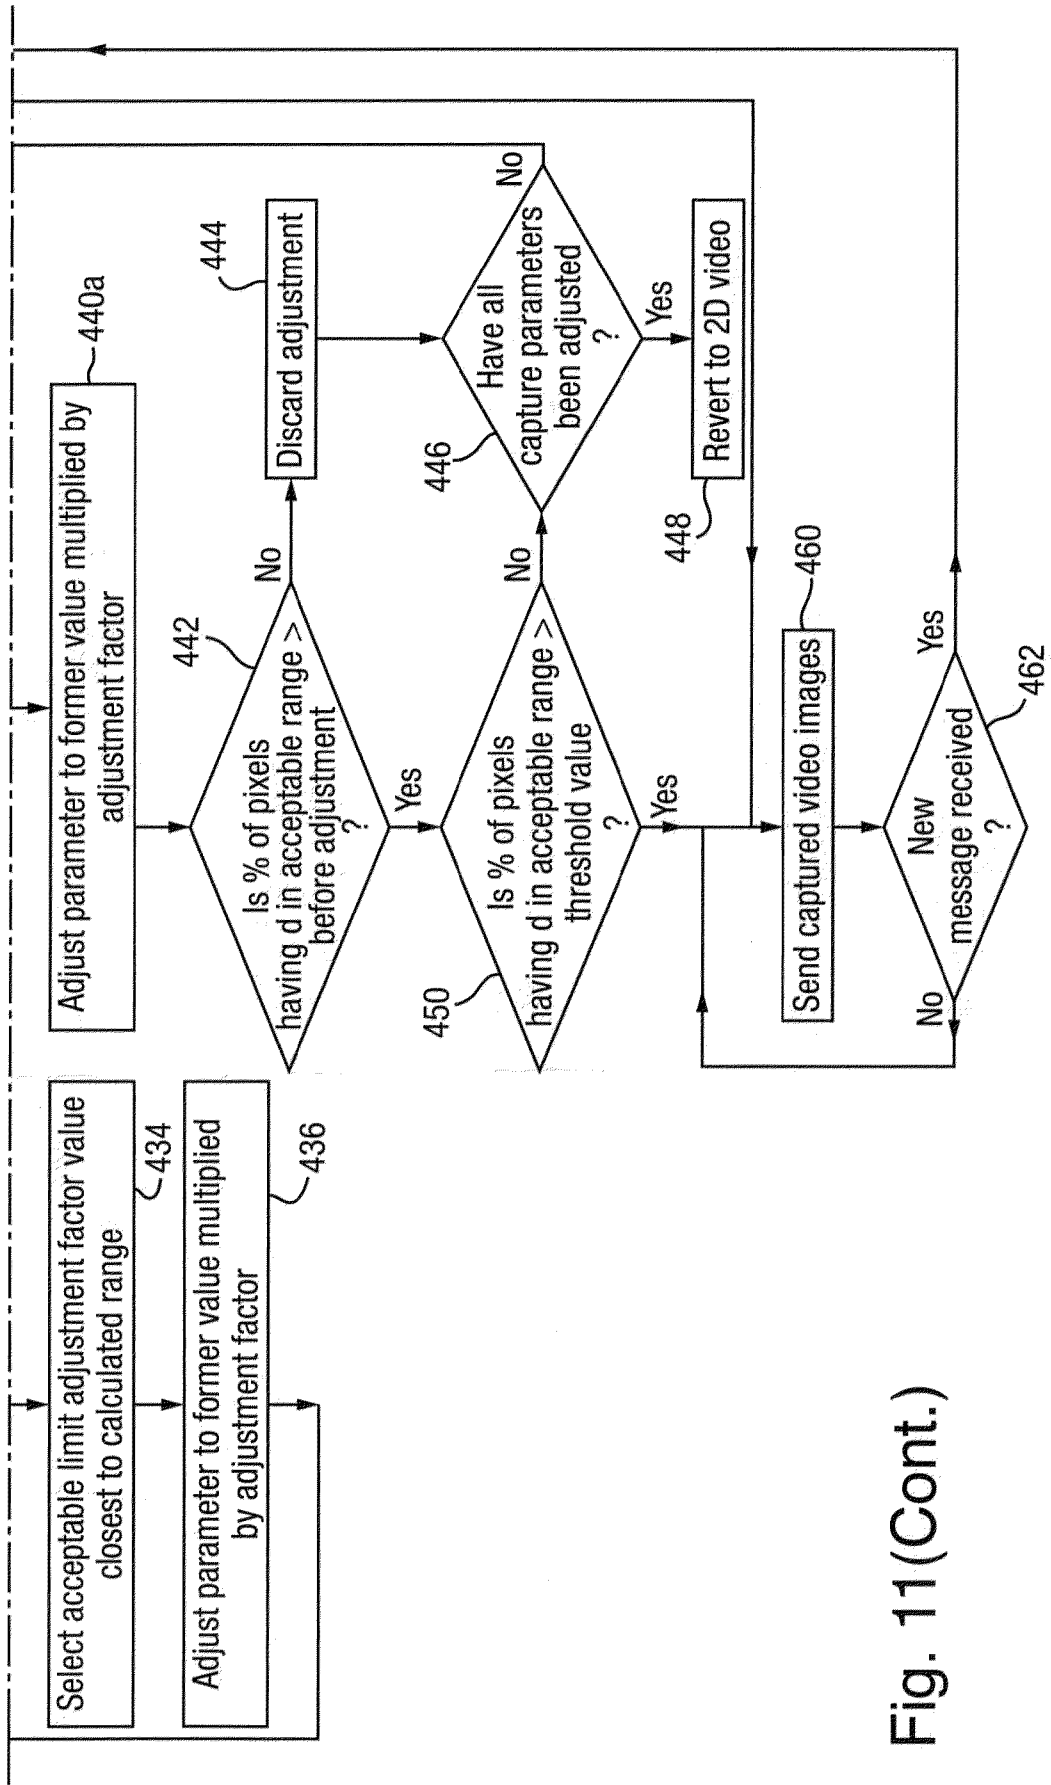 Select acceptable limit adjustment factor value
closest to calculated range
434
Adjust parameter to former value multiplied
by adjustment factor
436
Adjust parameter to former value multiplied by
adjustment factor
440a
Is % of pixels
having d in acceptable range >
before adjustment
?
442
No
Yes
Discard adjustment
444
Is % of pixels
having d in acceptable range >
threshold value
?
450
No
Yes
Have all
capture parameters
been adjusted
?
446
No
Yes
Revert to 2D video
448
Send captured video images
460
New
message received
?
462
No
Yes
Fig. 11(Cont.)